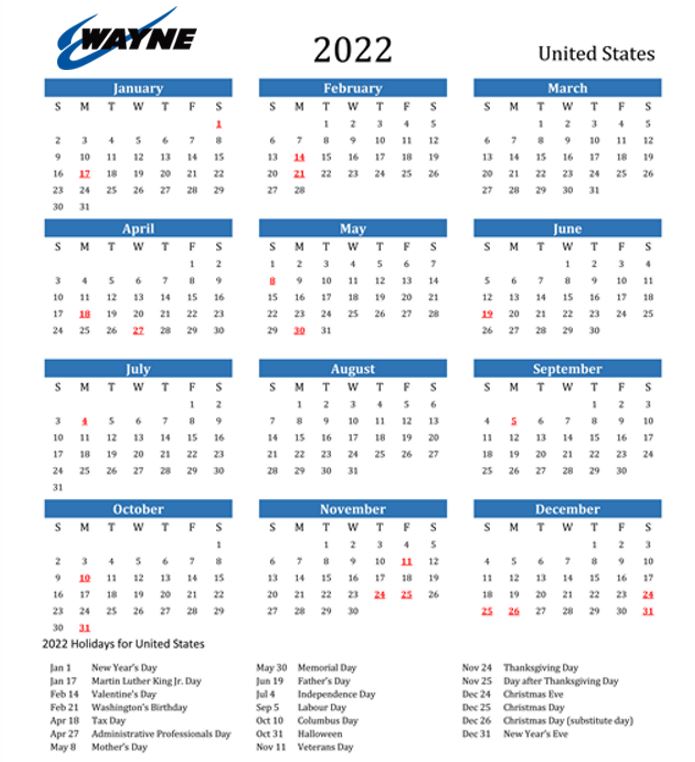 WAYNE
2022
United States
January
S M T W T F S
1
2 3 4 5 6 7 8
9 10 11 12 13 14 15
16 17 18 19 20 21 22
23 24 25 26 27 28 29
30 31
February
S M T W T F S
1 2 3 4 5
6 7 8 9 10 11 12
13 14 15 16 17 18 19
20 21 22 23 24 25 26
27 28
March
S M T W T F S
1 2 3 4 5
6 7 8 9 10 11 12
13 14 15 16 17 18 19
20 21 22 23 24 25 26
27 28 29 30 31
April
S M T W T F S
1 2
3 4 5 6 7 8 9
10 11 12 13 14 15 16
17 18 19 20 21 22 23
24 25 26 27 28 29 30
May
S M T W T F S
1 2 3 4 5 6 7
8 9 10 11 12 13 14
15 16 17 18 19 20 21
22 23 24 25 26 27 28
29 30 31
June
S M T W T F S
1 2 3 4
5 6 7 8 9 10 11
12 13 14 15 16 17 18
19 20 21 22 23 24 25
26 27 28 29 30
July
S M T W T F S
1 2
3 4 5 6 7 8 9
10 11 12 13 14 15 16
17 18 19 20 21 22 23
24 25 26 27 28 29 30
31
August
S M T W T F S
1 2 3 4 5 6
7 8 9 10 11 12 13
14 15 16 17 18 19 20
21 22 23 24 25 26 27
28 29 30 31
September
S M T W T F S
1 2 3
4 5 6 7 8 9 10
11 12 13 14 15 16 17
18 19 20 21 22 23 24
25 26 27 28 29 30
October
S M T W T F S
1
2 3 4 5 6 7 8
9 10 11 12 13 14 15
16 17 18 19 20 21 22
23 24 25 26 27 28 29
30 31
November
S M T W T F S
1 2 3 4 5
6 7 8 9 10 11 12
13 14 15 16 17 18 19
20 21 22 23 24 25 26
27 28 29 30
December
S M T W T F S
1 2 3
4 5 6 7 8 9 10
11 12 13 14 15 16 17
18 19 20 21 22 23 24
25 26 27 28 29 30 31
2022 Holidays for United States
Jan 1 New Year's Day
Jan 17 Martin Luther King Jr. Day
Feb 14 Valentine's Day
Feb 21 Washington's Birthday
Apr 18 Tax Day
Apr 27 Administrative Professionals Day
May 8 Mother's Day
May 30 Memorial Day
Jun 19 Father's Day
Jul 4 Independence Day
Sep 5 Labour Day
Oct 10 Columbus Day
Oct 31 Halloween
Nov 11 Veterans Day
Nov 24 Thanksgiving Day
Nov 25 Day after Thanksgiving Day
Dec 24 Christmas Eve
Dec 25 Christmas Day
Dec 26 Christmas Day (substitute day)
Dec 31 New Year's Eve